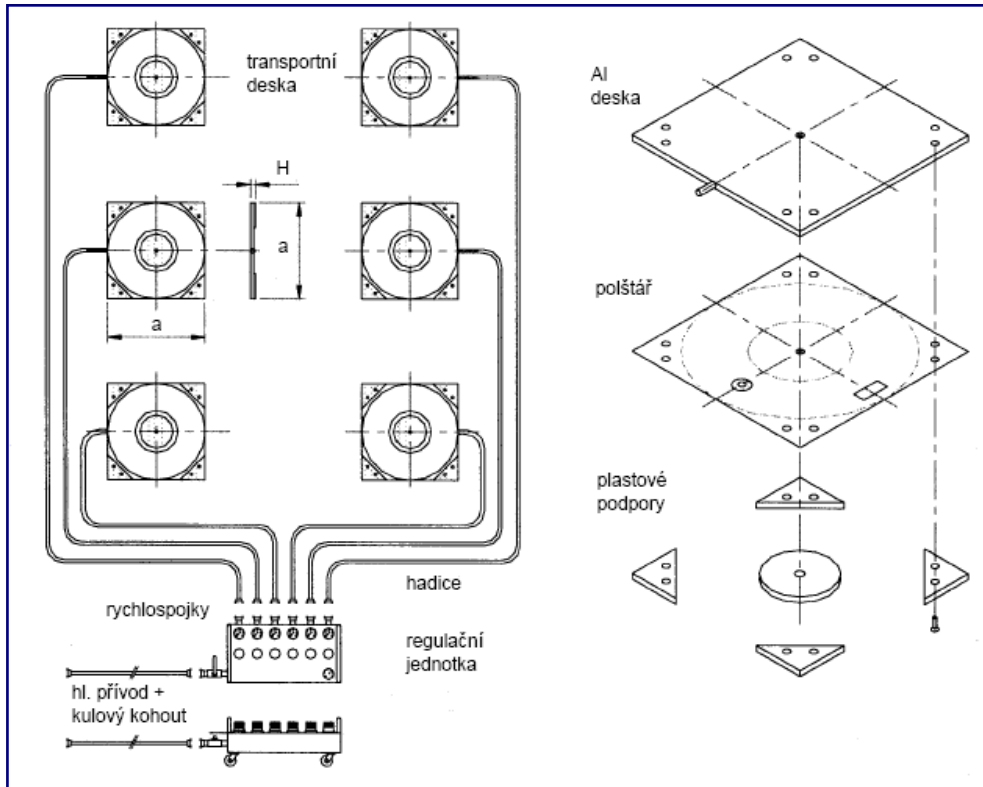 transportní
deska
H
a
a
hadice
rychlospojky
regulační
jednotka
hl. přívod +
kulový kohout
Al
deska
polštář
plastové
podpory